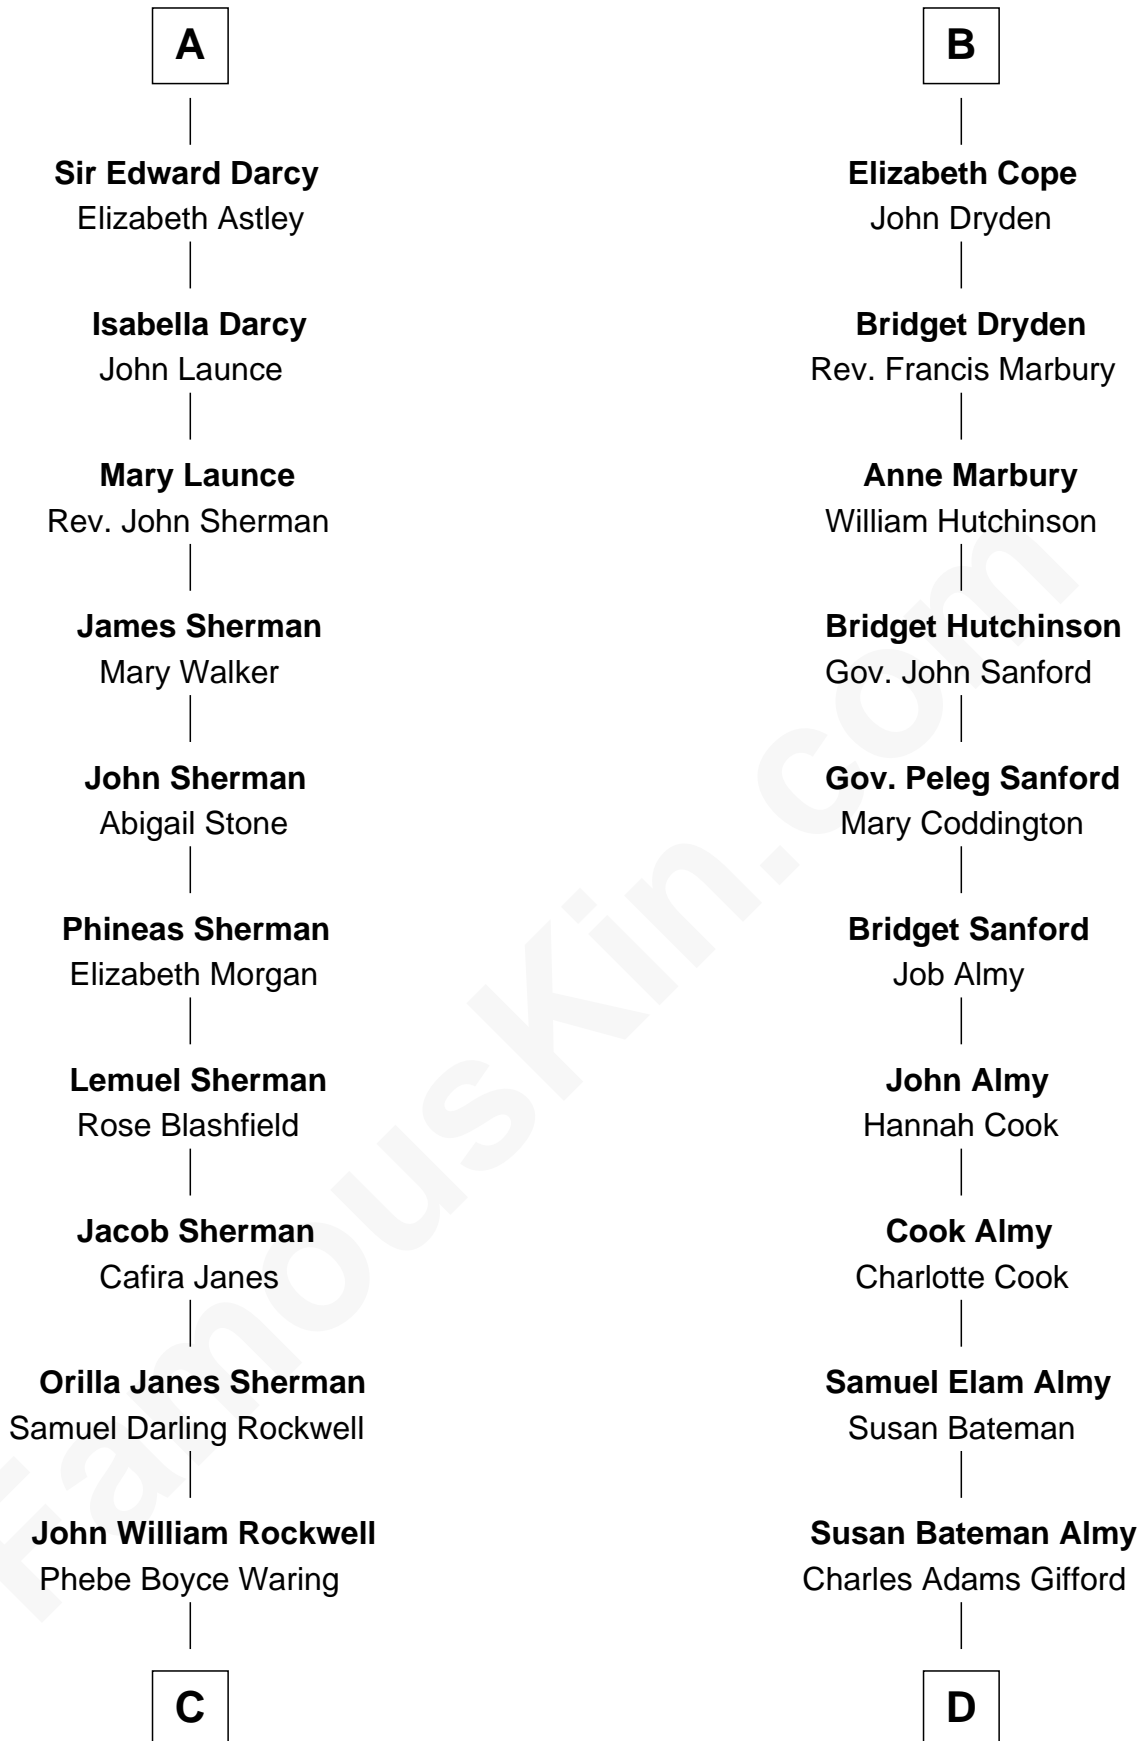 A
Sir Edward Darcy
Elizabeth Astley
Isabella Darcy
John Launce
Mary Launce
Rev. John Sherman
James Sherman
Mary Walker
John Sherman
Abigail Stone
Phineas Sherman
Elizabeth Morgan
Lemuel Sherman
Rose Blashfield
Jacob Sherman
Cafira Janes
Orilla Janes Sherman
Samuel Darling Rockwell
John William Rockwell
Phebe Boyce Waring
C
B
Elizabeth Cope
John Dryden
Bridget Dryden
Rev. Francis Marbury
Anne Marbury
William Hutchinson
Bridget Hutchinson
Gov. John Sanford
Gov. Peleg Sanford
Mary Coddington
Bridget Sanford
Job Almy
John Almy
Hannah Cook
Cook Almy
Charlotte Cook
Samuel Elam Almy
Susan Bateman
Susan Bateman Almy
Charles Adams Gifford
D
FamousKin.com